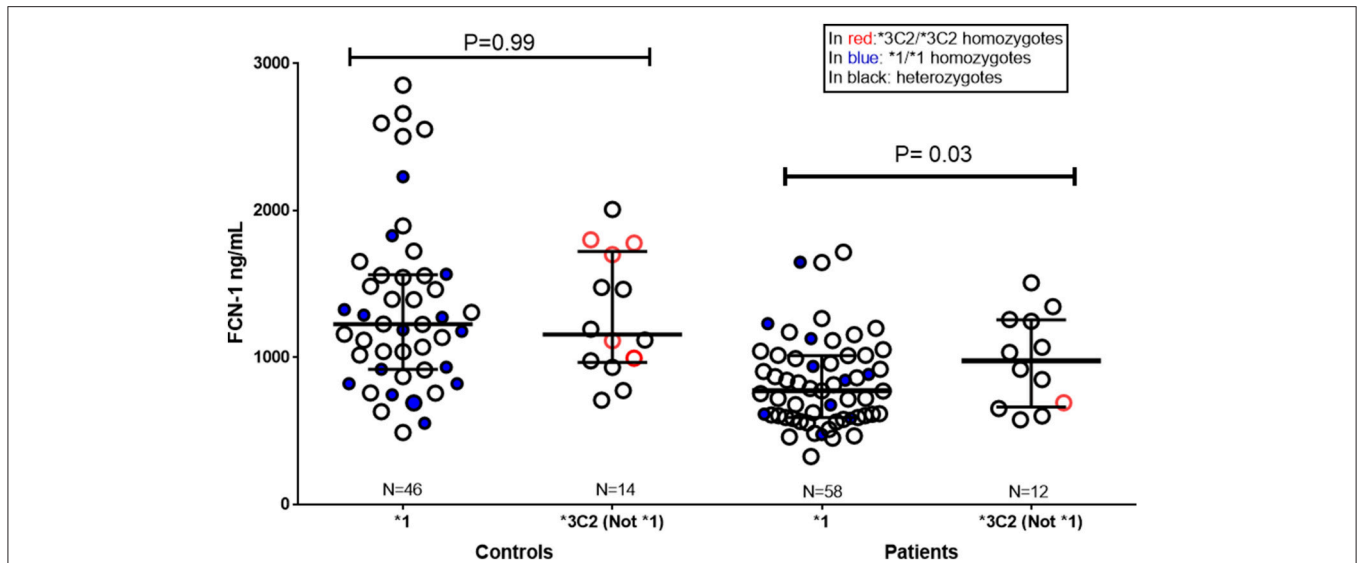 P=0.99
In red:*3C2/*3C2 homozygotes
In blue: *1/*1 homozygotes
In black: heterozygotes
3000
P= 0.03
2000
FCN-1 ng/mL
1000
N=46
N=14
N=58
N=12
0
*1
*3C2 (Not *1)
*1
*3C2 (Not *1)
Controls
Patients